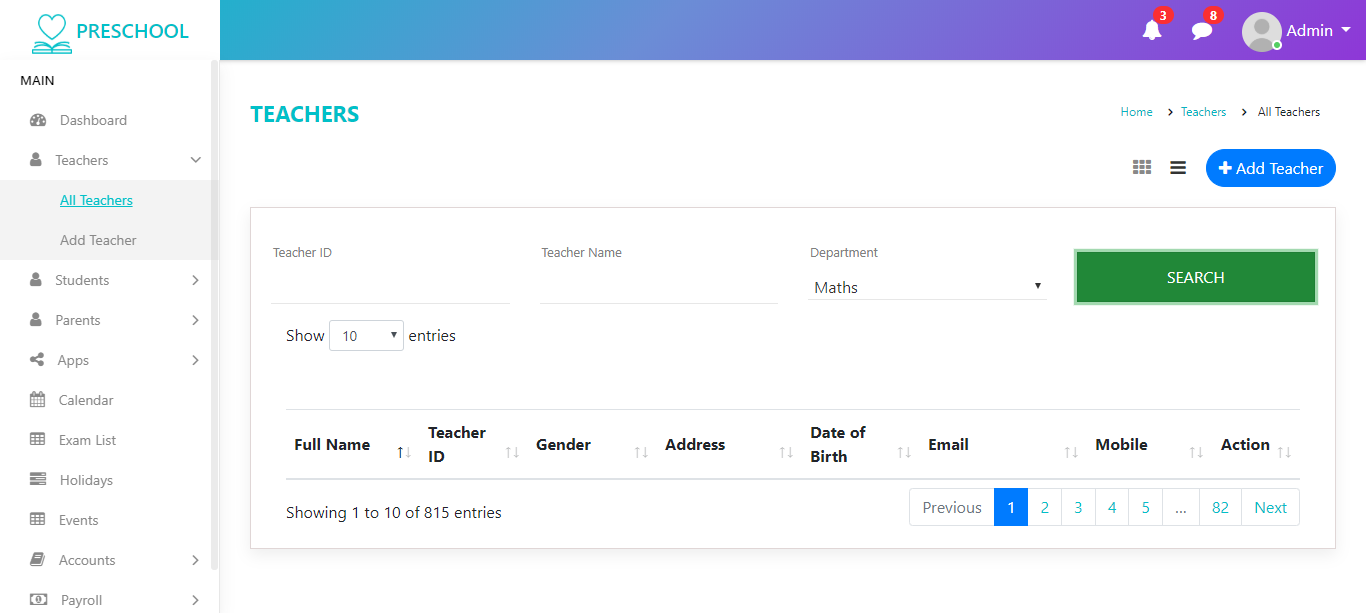 PRESCHOOL
3
8
Admin
MAIN
Dashboard
Teachers
All Teachers
Add Teacher
Students
Parents
Apps
Calendar
Exam List
Holidays
Events
Accounts
Payroll
TEACHERS
Home > Teachers > All Teachers
+ Add Teacher
Teacher ID
Teacher Name
Department
Maths
SEARCH
Show 10 entries
Full Name
Teacher
ID
Gender
Address
Date of
Birth
Email
Mobile
Action
Showing 1 to 10 of 815 entries
Previous 1 2 3 4 5 ... 82 Next